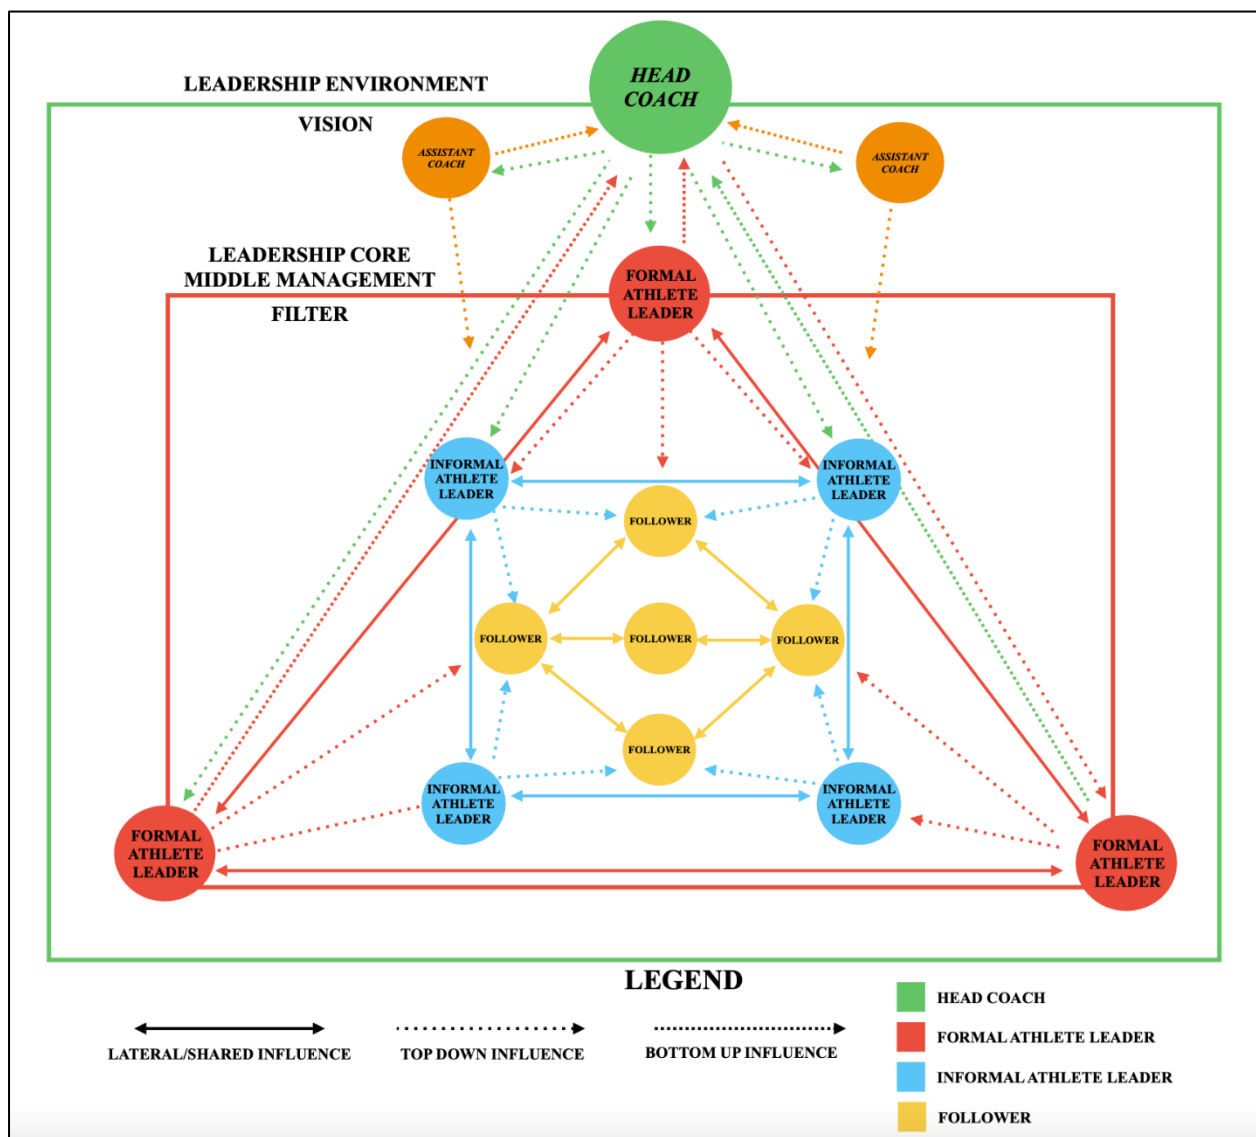 HEAD
COACH
LEADERSHIP ENVIRONMENT
VISION
ASSISTANT
COACH
ASSISTANT
COACH
LEADERSHIP CORE
MIDDLE MANAGEMENT
FILTER
FORMAL
ATHLETE
LEADER
INFORMAL
ATHLETE
LEADER
INFORMAL
ATHLETE
LEADER
FOLLOWER
FOLLOWER
FOLLOWER
FOLLOWER
FOLLOWER
INFORMAL
ATHLETE
LEADER
INFORMAL
ATHLETE
LEADER
FORMAL
ATHLETE
LEADER
FORMAL
ATHLETE
LEADER
LEGEND
LATERAL/SHARED INFLUENCE
TOP DOWN INFLUENCE
BOTTOM UP INFLUENCE
HEAD COACH
FORMAL ATHLETE LEADER
INFORMAL ATHLETE LEADER
FOLLOWER